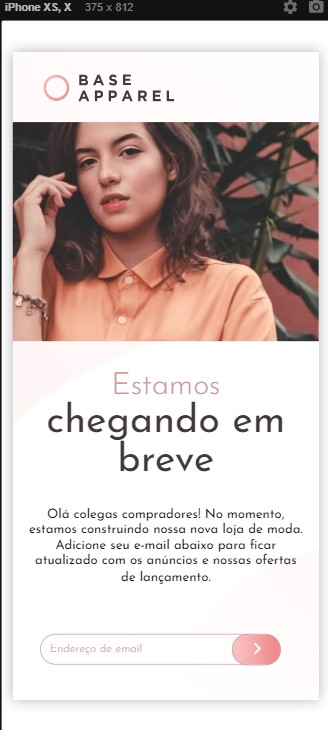 iPhone XS, X 375 x 812
BASE
APPAREL
Estamos
chegando em
breve
Olá colegas compradores! No momento,
estamos construindo nossa nova loja de moda.
Adicione seu e-mail abaixo para ficar
atualizado com os anúncios e nossas ofertas
de lançamento.
Endereço de email